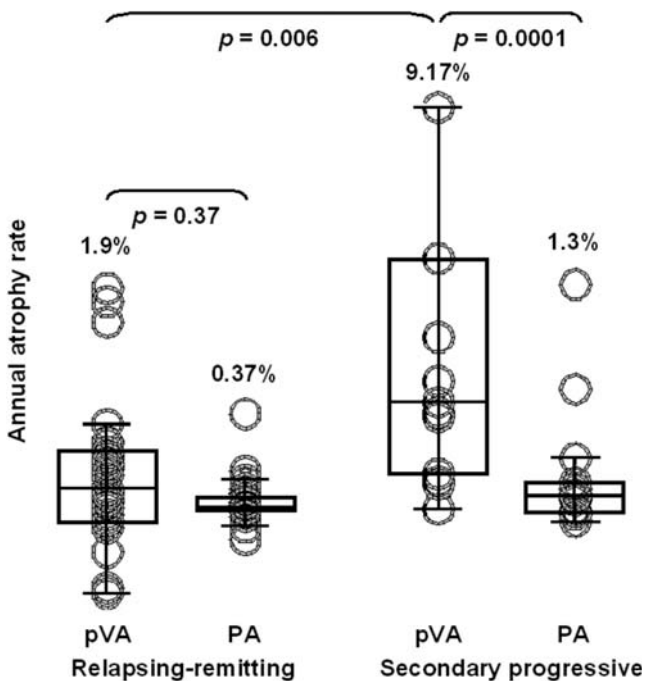 p = 0.006
p = 0.0001
9.17%
p = 0.37
1.9%
1.3%
0.37%
Annual atrophy rate
pVA PA pVA PA
Relapsing-remitting Secondary progressive